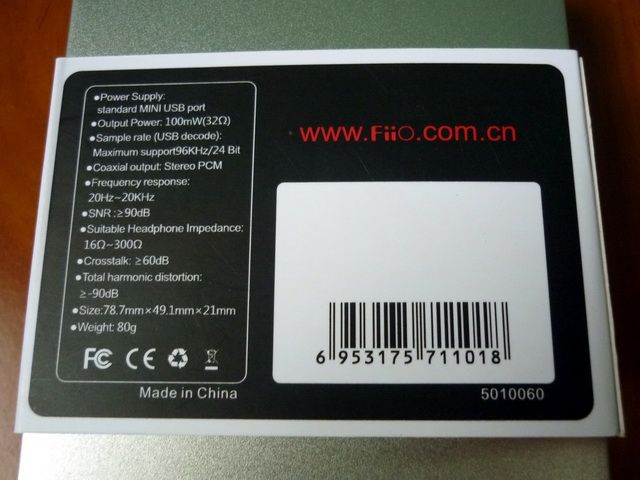 ●Power Supply:
standard MINI USB port
●Output Power: 100mW(32Ω)
●Sample rate (USB decode):
Maximum support96KHz/24 Bit
●Coaxial output: Stereo PCM
●Frequency response:
20Hz~20KHz
●SNR :≥90dB
●Suitable Headphone Impedance:
16Ω~300Ω
●Crosstalk: ≥60dB
●Total harmonic distortion:
≥-90dB
●Size:78.7mm×49.1mm×21mm
●Weight: 80g
FC CE
Made in China
www.FiiO.com.cn
6 953175 711018
5010060